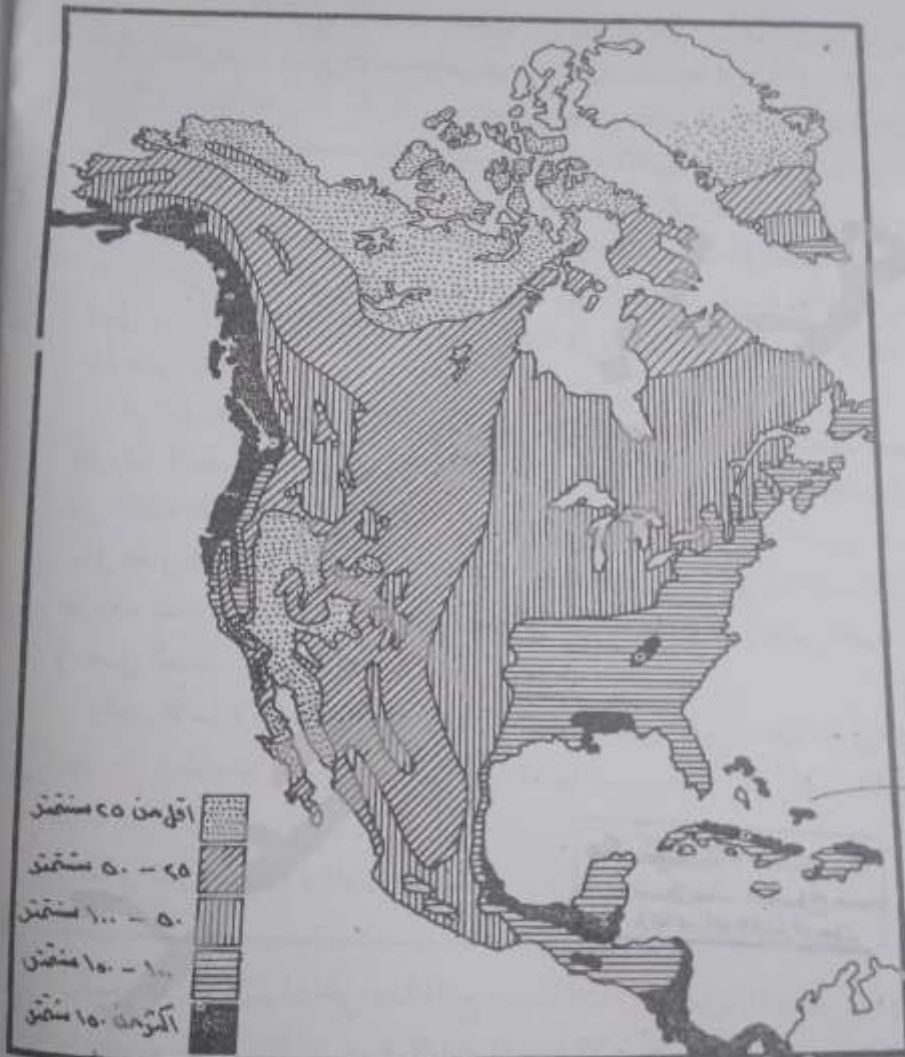 اقل من ٢٥ سنتمتر
٢٥ - ٥٠ سنتمتر
٥٠ - ١٠٠ سنتمتر
١٠٠ - ١٥٠ سنتمتر
اكثر من ١٥٠ سنتمتر